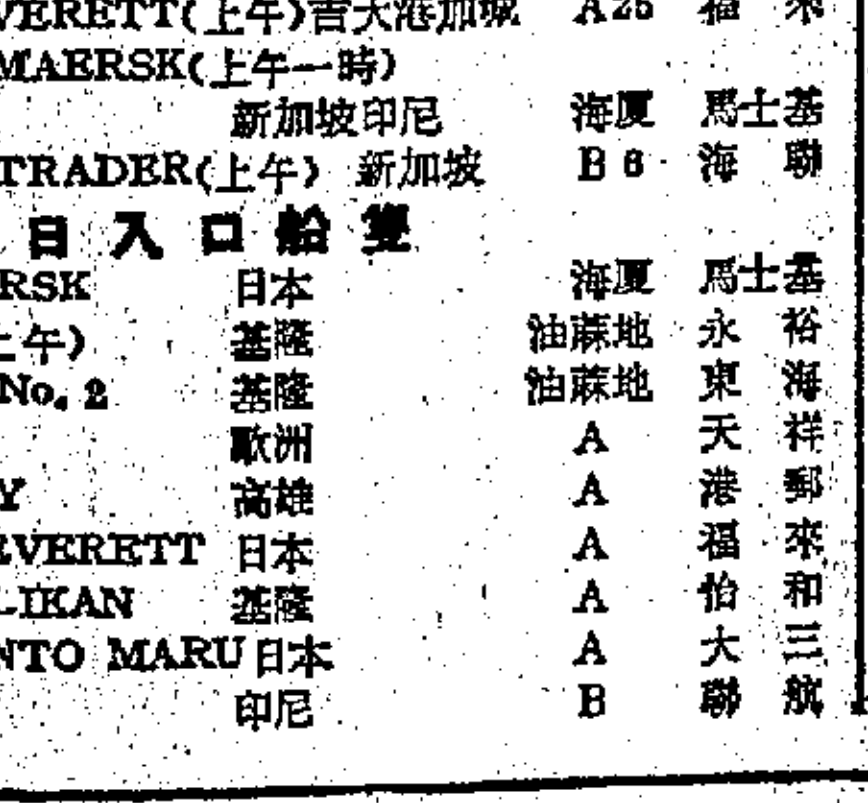 VERETT(上午)吉大港加城 A26 福 來
MAERSK(上午一時)
新加坡印尼 海厦 馬士基
TRADER(上午) 新加坡 B 6 海 聯
日入口船隻
RSK 日本 海厦 馬士基
上午) 基隆 油蔴地 永 裕
No. 2 基隆 油蔴地 東 海
歐洲 A 天 祥
Y 高雄 A 港 郵
EVERETT 日本 A 福 來
LIKAN 基隆 A 怡 和
NTO MARU 日本 A 大 三
印尼 B 聯 航